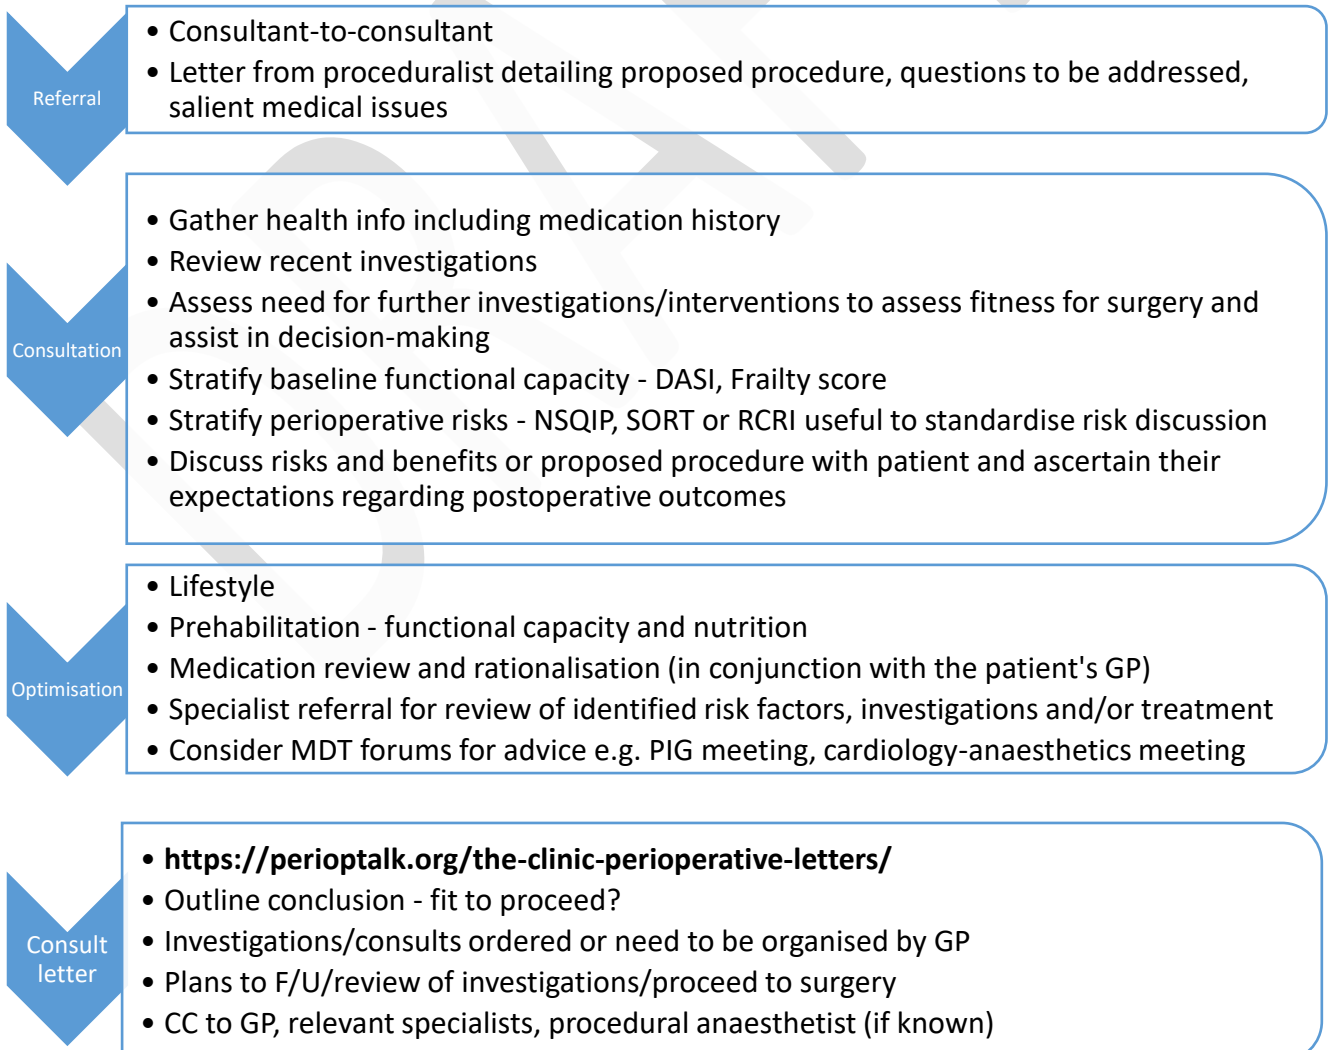 Referral
• Consultant-to-consultant
• Letter from proceduralist detailing proposed procedure, questions to be addressed,
salient medical issues
Consultation
• Gather health info including medication history
• Review recent investigations
• Assess need for further investigations/interventions to assess fitness for surgery and
assist in decision-making
• Stratify baseline functional capacity - DASI, Frailty score
• Stratify perioperative risks - NSQIP, SORT or RCRI useful to standardise risk discussion
• Discuss risks and benefits or proposed procedure with patient and ascertain their
expectations regarding postoperative outcomes
Optimisation
• Lifestyle
• Prehabilitation - functional capacity and nutrition
• Medication review and rationalisation (in conjunction with the patient's GP)
• Specialist referral for review of identified risk factors, investigations and/or treatment
• Consider MDT forums for advice e.g. PIG meeting, cardiology-anaesthetics meeting
Consult
letter
• https://perioptalk.org/the-clinic-perioperative-letters/
• Outline conclusion - fit to proceed?
• Investigations/consults ordered or need to be organised by GP
• Plans to F/U/review of investigations/proceed to surgery
• CC to GP, relevant specialists, procedural anaesthetist (if known)